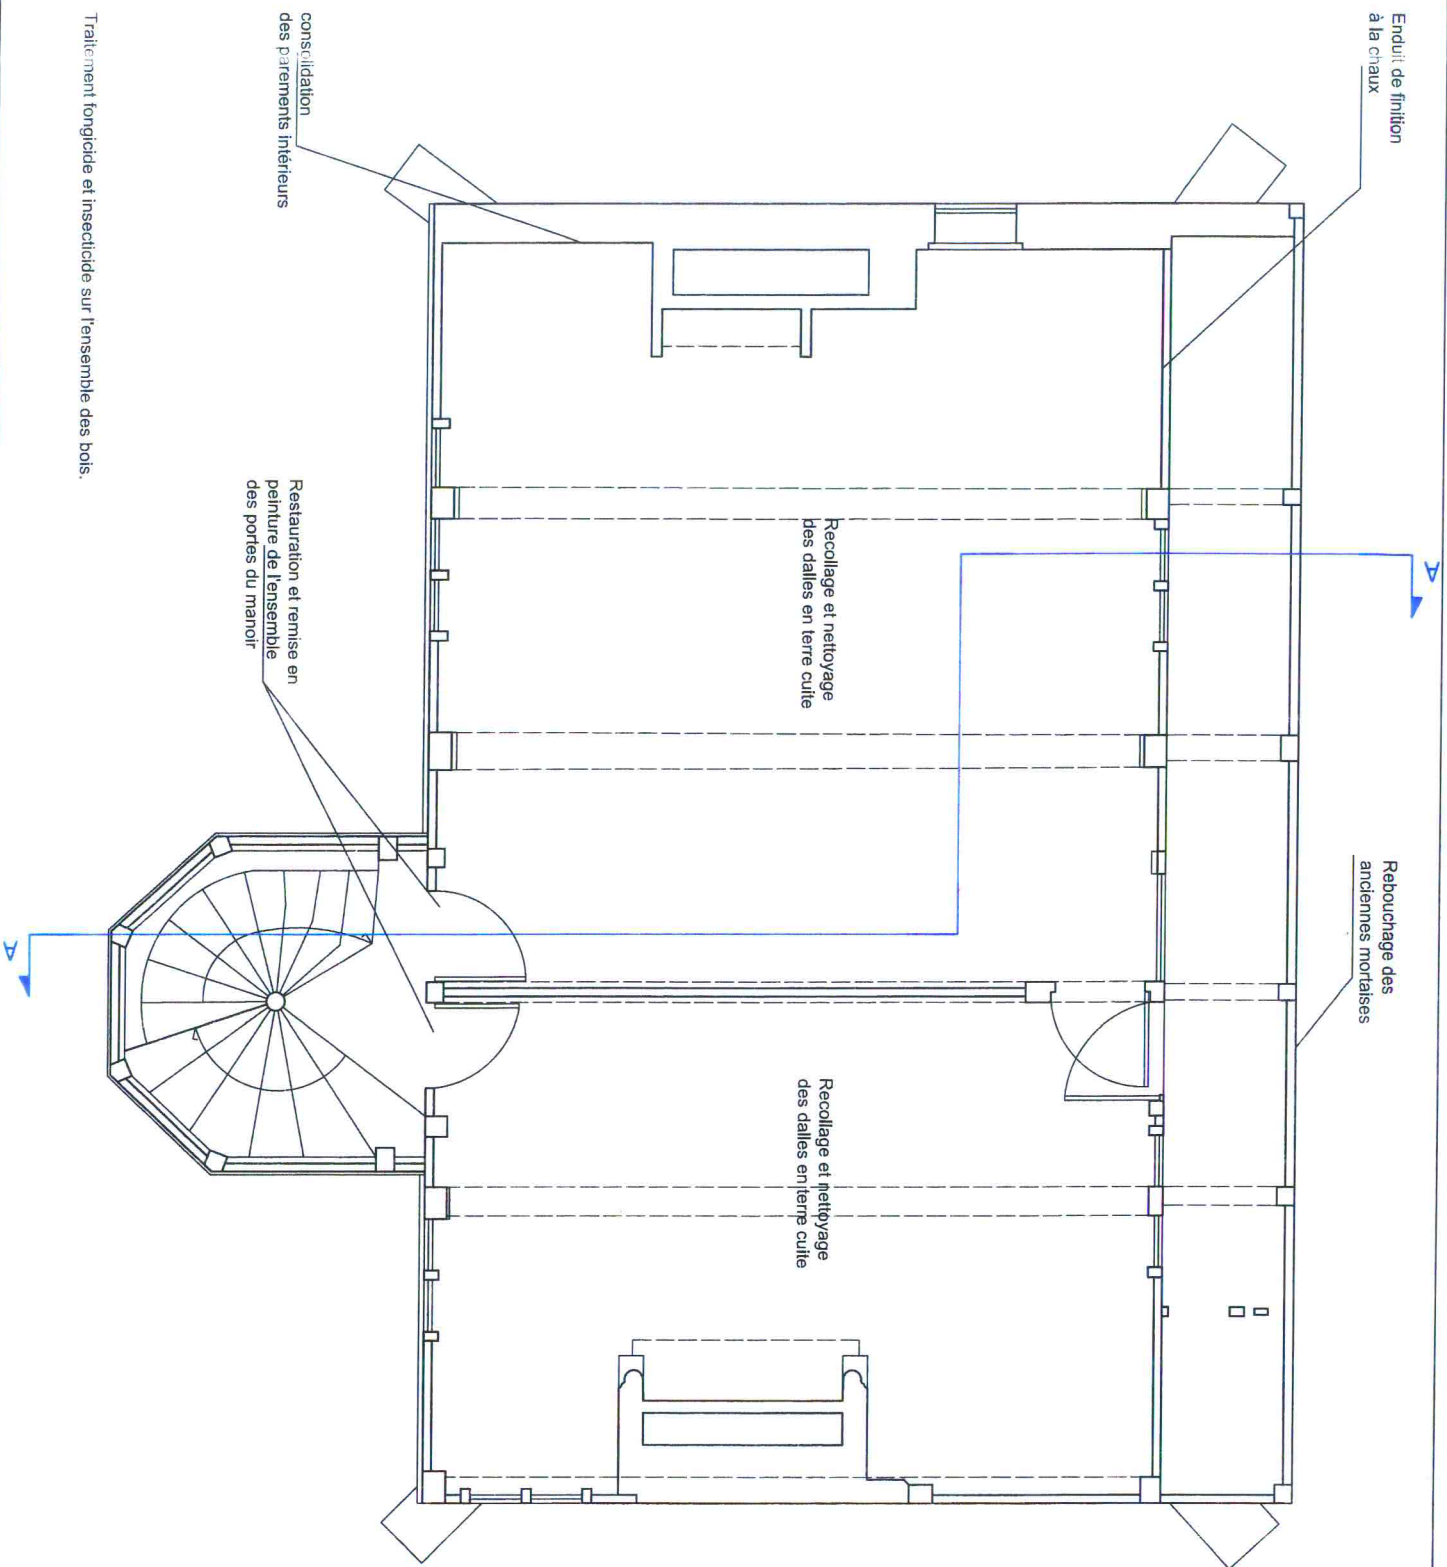 Enduit de finition
à la chaux
Rebouchage des
anciennes mortaises
A
Recollage et nettoyage
des dalles en terre cuite
Recollage et nettoyage
des dalles en terre cuite
consolidation
des parements intérieurs
Restauration et remise en
peinture de l'ensemble
des portes du manoir
A
Traitement fongicide et insecticide sur l'ensemble des bois.